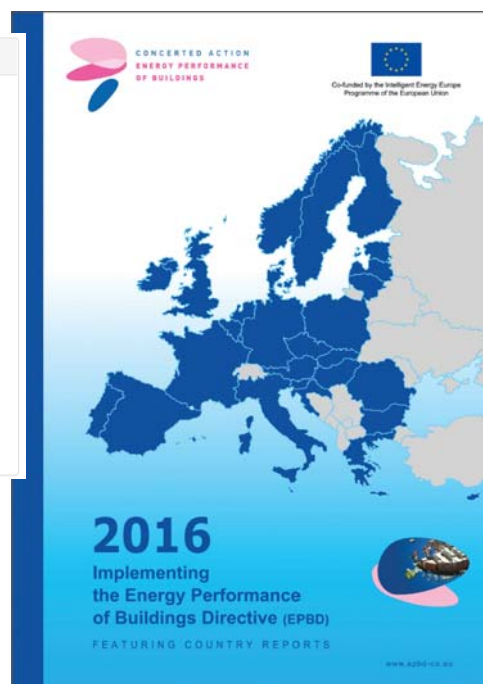 CONCERTED ACTION
ENERGY PERFORMANCE
OF BUILDINGS
Co-funded by the Intelligent Energy Europe
Programme of the European Union
2016
Implementing
the Energy Performance
of Buildings Directive (EPBD)
FEATURING COUNTRY REPORTS
www.epbd-ca.eu